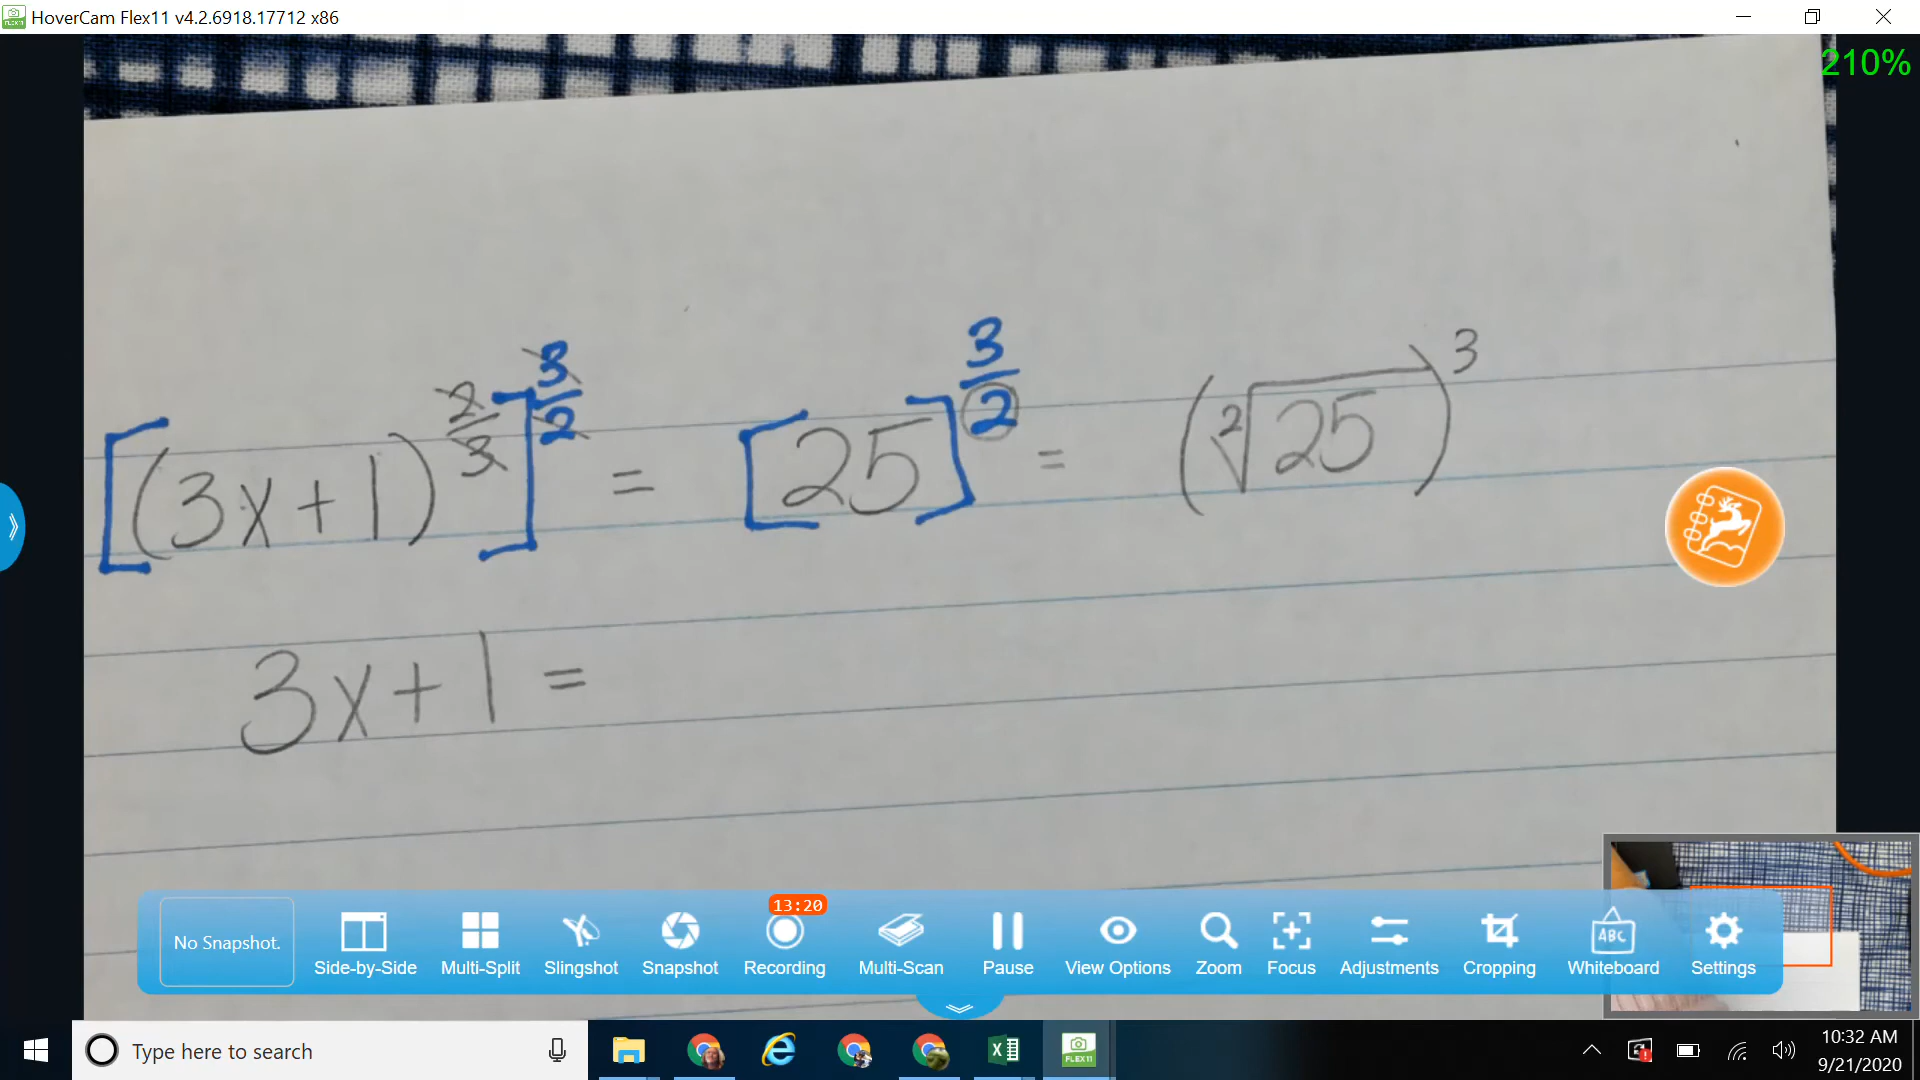 HoverCam Flex11 v4.2.6918.17712 x86
210%
[(3x+1)^(2/3)]^(3/2) = [25]^(3/2) = (²√25)³
3x+1 =
No Snapshot.
Side-by-Side
Multi-Split
Slingshot
Snapshot
13:20
Recording
Multi-Scan
Pause
View Options
Zoom
Focus
Adjustments
Cropping
ABC
Whiteboard
Settings
Type here to search
FLEX11
10:32 AM
9/21/2020